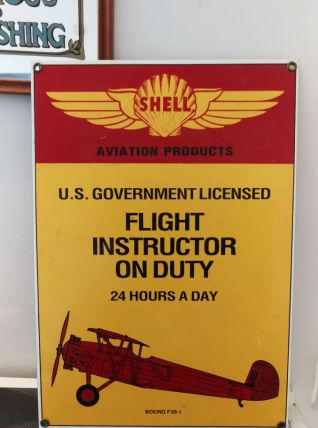 SHING
SHELL
AVIATION PRODUCTS
U.S. GOVERNMENT LICENSED
FLIGHT
INSTRUCTOR
ON DUTY
24 HOURS A DAY
BOEING F3B-1